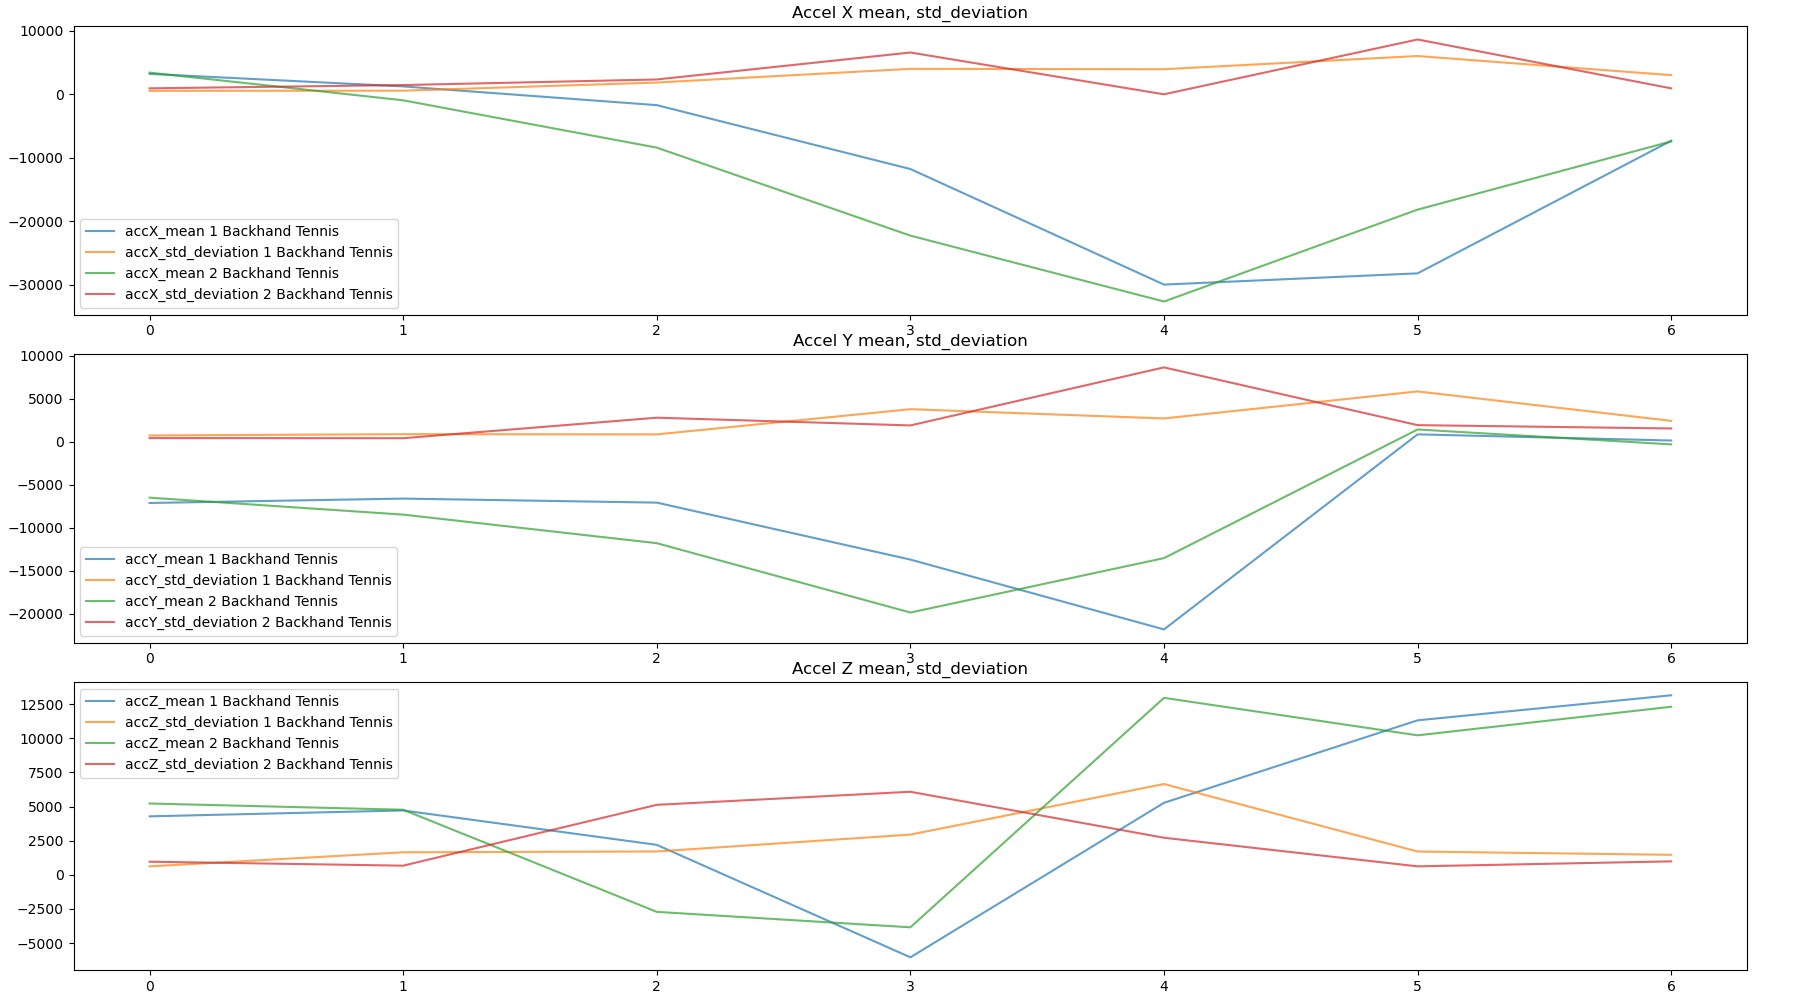 Accel X mean, std_deviation
10000
0
−10000
−20000
−30000
accX_mean 1 Backhand Tennis
accX_std_deviation 1 Backhand Tennis
accX_mean 2 Backhand Tennis
accX_std_deviation 2 Backhand Tennis
0 1 2 3 4 5 6
Accel Y mean, std_deviation
10000
5000
0
−5000
−10000
−15000
−20000
accY_mean 1 Backhand Tennis
accY_std_deviation 1 Backhand Tennis
accY_mean 2 Backhand Tennis
accY_std_deviation 2 Backhand Tennis
0 1 2 3 4 5 6
Accel Z mean, std_deviation
12500
10000
7500
5000
2500
0
−2500
−5000
accZ_mean 1 Backhand Tennis
accZ_std_deviation 1 Backhand Tennis
accZ_mean 2 Backhand Tennis
accZ_std_deviation 2 Backhand Tennis
0 1 2 3 4 5 6